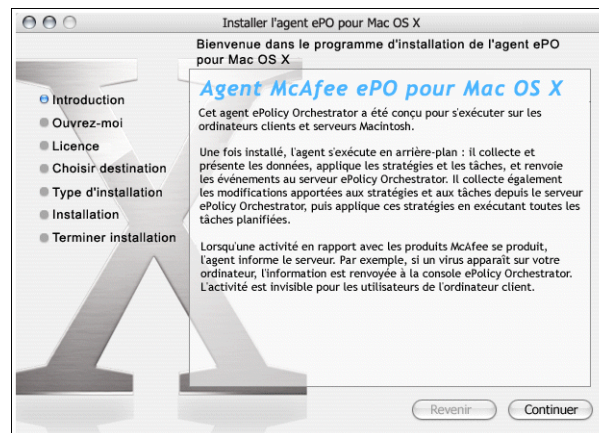 Installer l'agent ePO pour Mac OS X
Bienvenue dans le programme d'installation de l'agent ePO
pour Mac OS X
Introduction
Ouvrez-moi
Licence
Choisir destination
Type d'installation
Installation
Terminer installation
Agent McAfee ePO pour Mac OS X
Cet agent ePolicy Orchestrator a été conçu pour s'exécuter sur les
ordinateurs clients et serveurs Macintosh.
Une fois installé, l'agent s'exécute en arrière-plan : il collecte et
présente les données, applique les stratégies et les tâches, et renvoie
les événements au serveur ePolicy Orchestrator. Il collecte également
les modifications apportées aux stratégies et aux tâches depuis le serveur
ePolicy Orchestrator, puis applique ces stratégies en exécutant toutes les
tâches planifiées.
Lorsqu'une activité en rapport avec les produits McAfee se produit,
l'agent informe le serveur. Par exemple, si un virus apparaît sur votre
ordinateur, l'information est renvoyée à la console ePolicy Orchestrator.
L'activité est invisible pour les utilisateurs de l'ordinateur client.
Revenir
Continuer